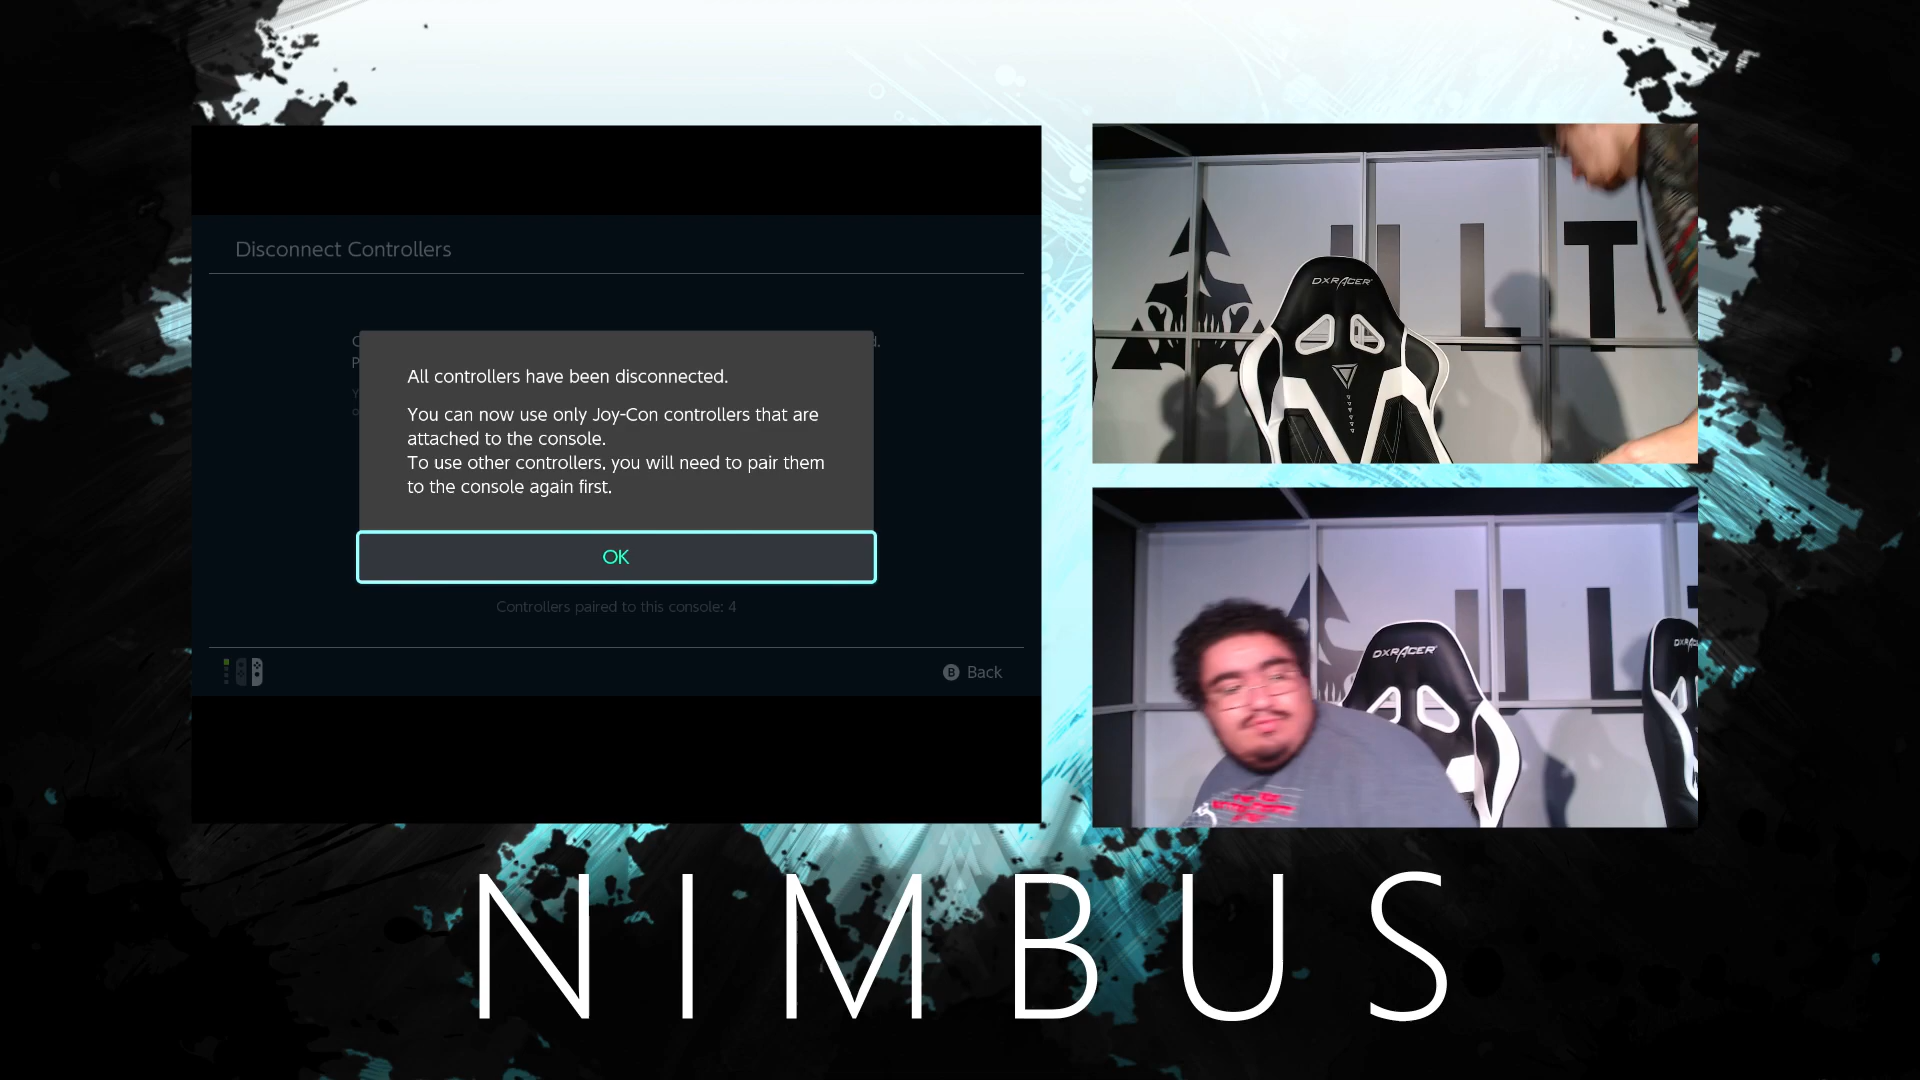 Disconnect Controllers
All controllers have been disconnected.
You can now use only Joy-Con controllers that are
attached to the console.
To use other controllers, you will need to pair them
to the console again first.
OK
Controllers paired to this console: 4
B Back
DXRACER
ULT
DXRACER
DXRACER
NIMBUS